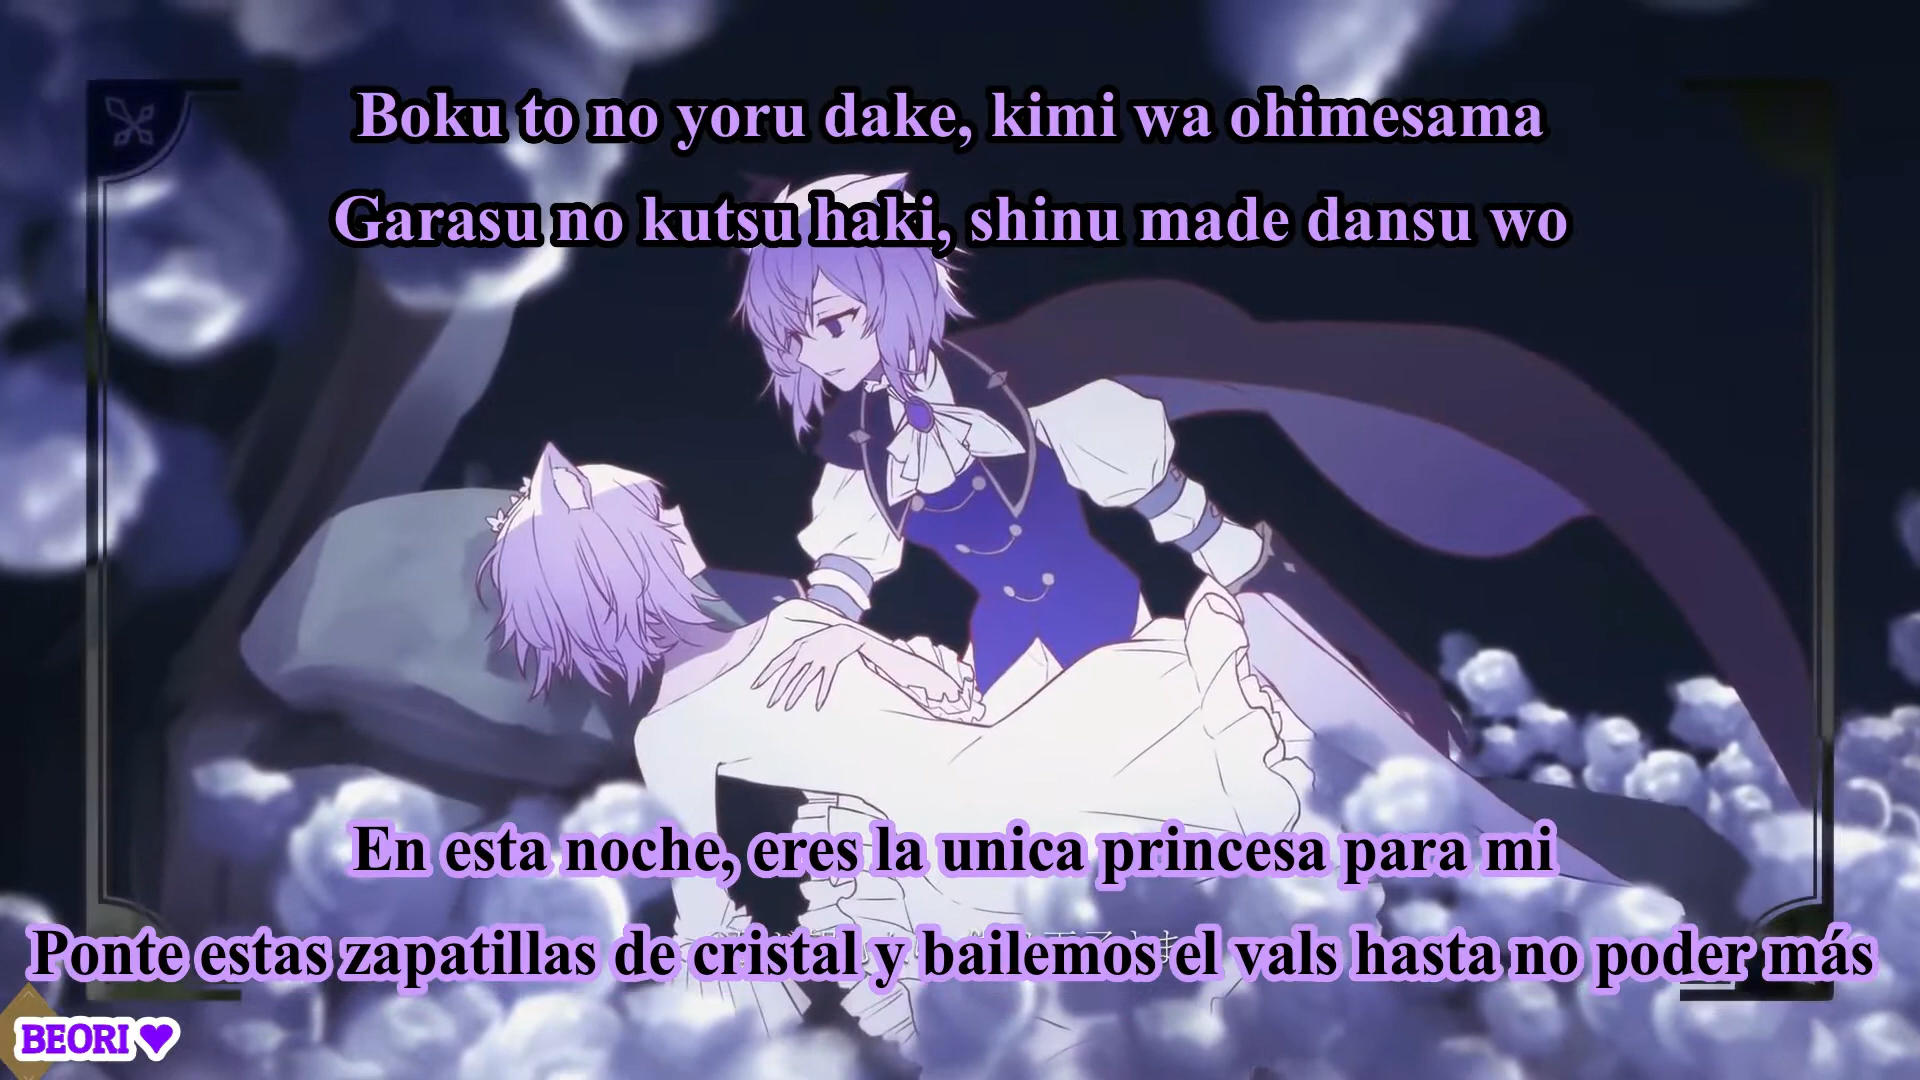 Boku to no yoru dake, kimi wa ohimesama
Garasu no kutsu haki, shinu made dansu wo
En esta noche, eres la unica princesa para mi
Ponte estas zapatillas de cristal y bailemos el vals hasta no poder más
BEORI